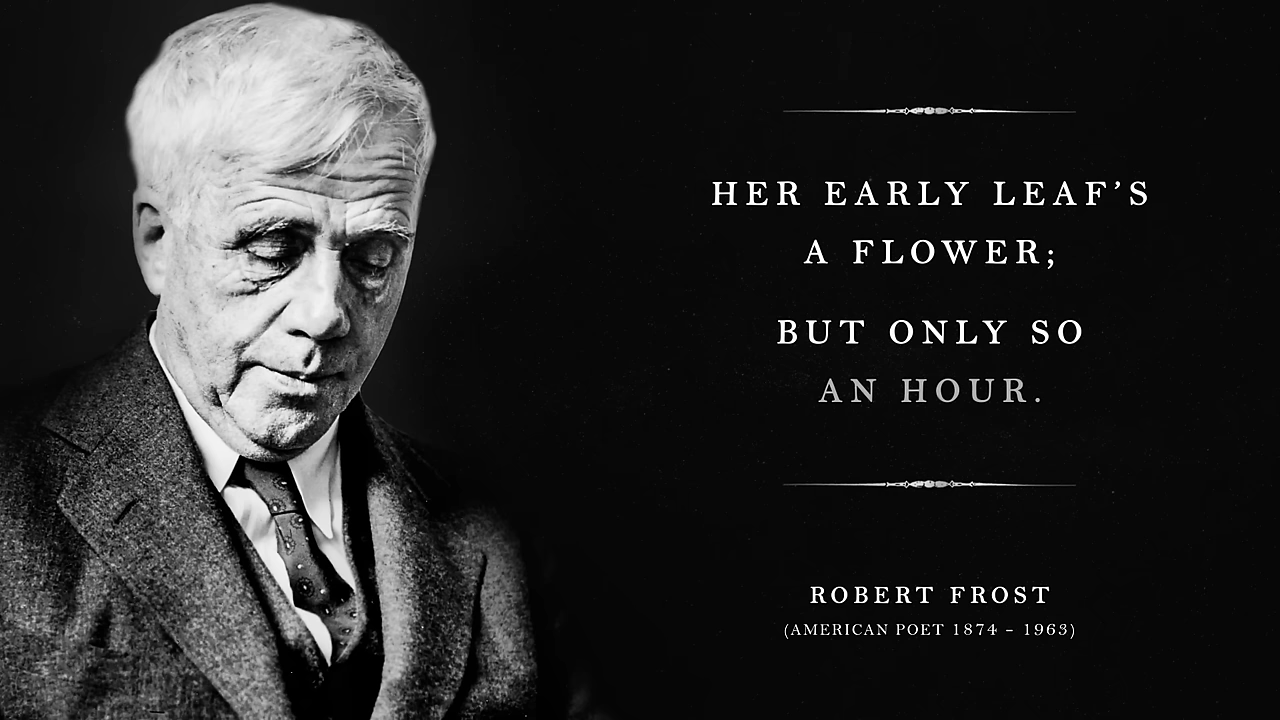 HER EARLY LEAF’S
A FLOWER;
BUT ONLY SO
AN HOUR.
ROBERT FROST
(AMERICAN POET 1874 – 1963)